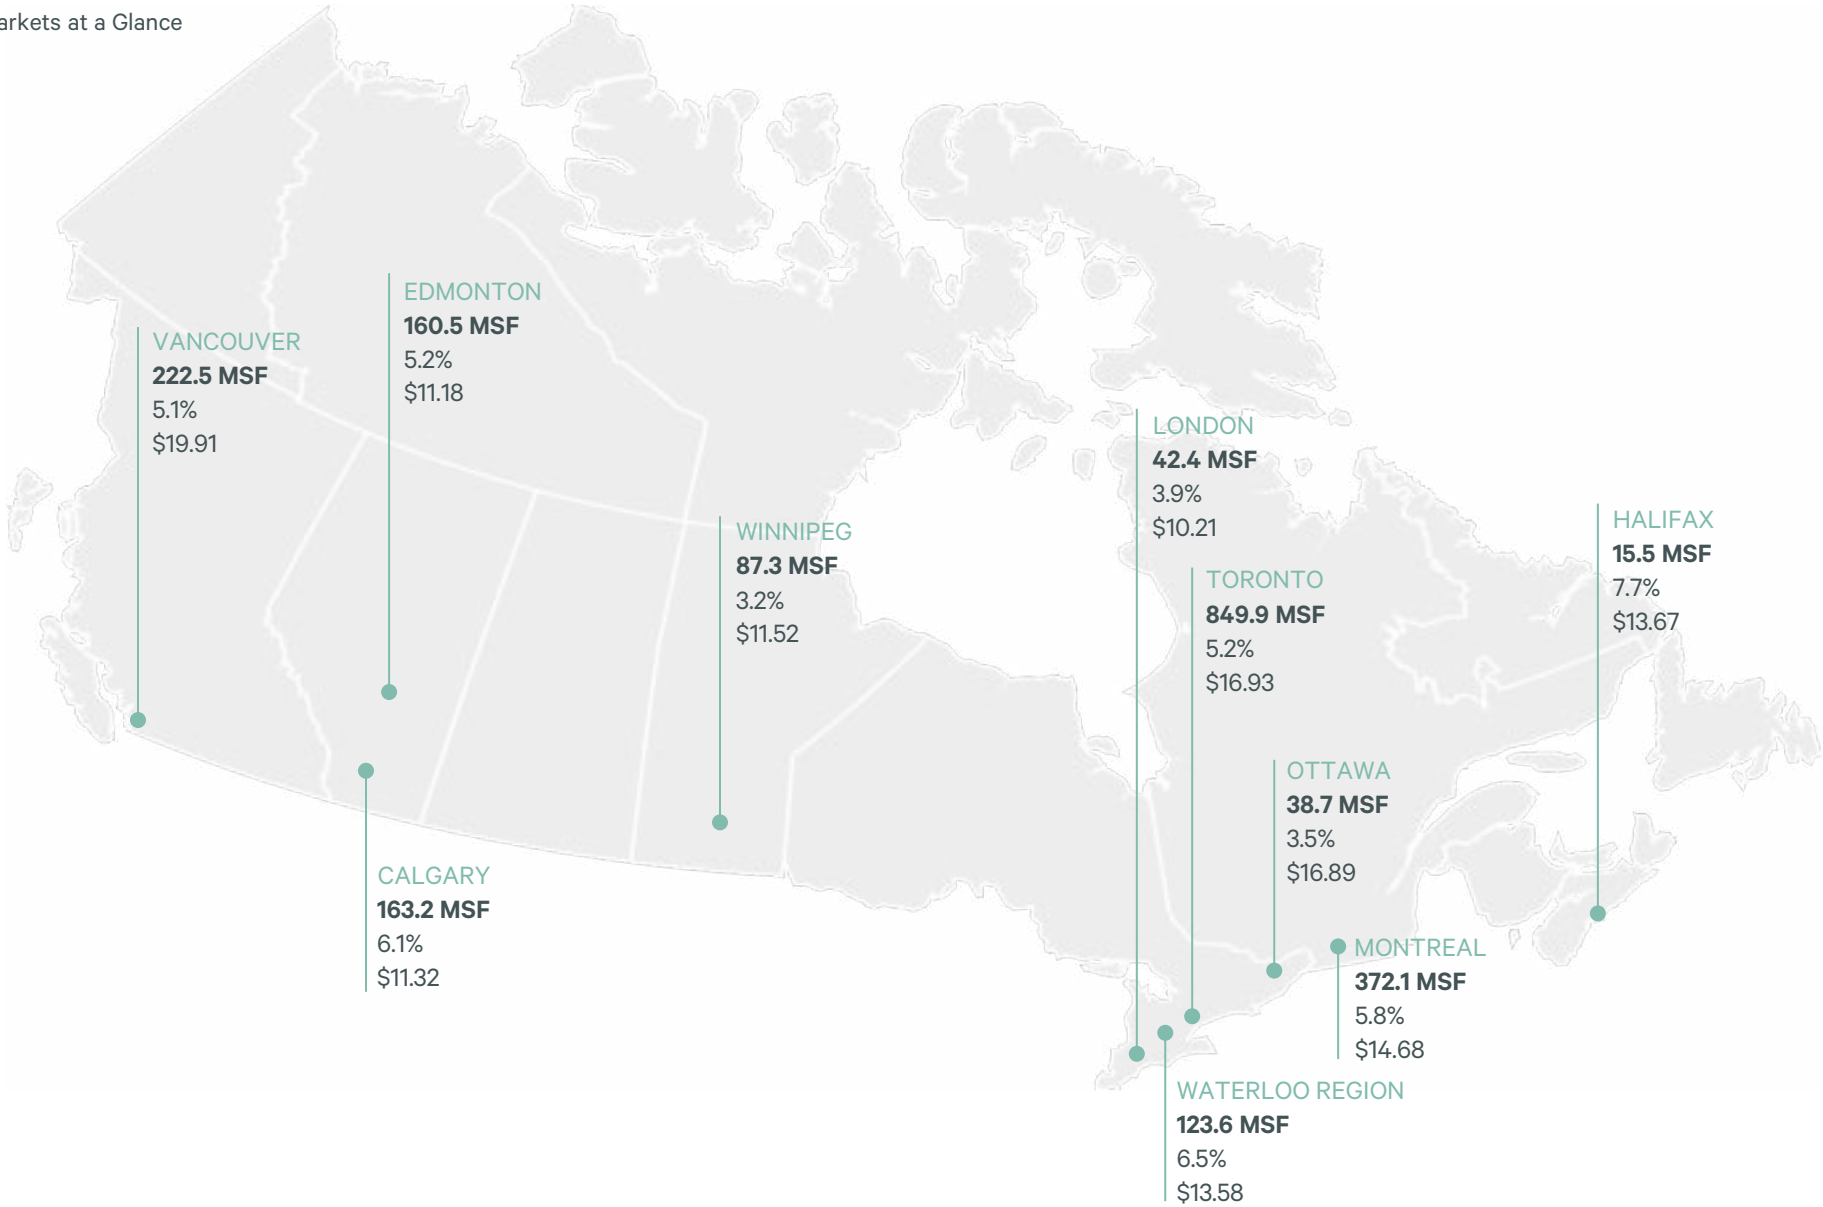 arkets at a Glance
EDMONTON
160.5 MSF
5.2%
$11.18
VANCOUVER
222.5 MSF
5.1%
$19.91
LONDON
42.4 MSF
3.9%
$10.21
WINNIPEG
87.3 MSF
3.2%
$11.52
HALIFAX
15.5 MSF
7.7%
$13.67
TORONTO
849.9 MSF
5.2%
$16.93
OTTAWA
38.7 MSF
3.5%
$16.89
CALGARY
163.2 MSF
6.1%
$11.32
MONTREAL
372.1 MSF
5.8%
$14.68
WATERLOO REGION
123.6 MSF
6.5%
$13.58